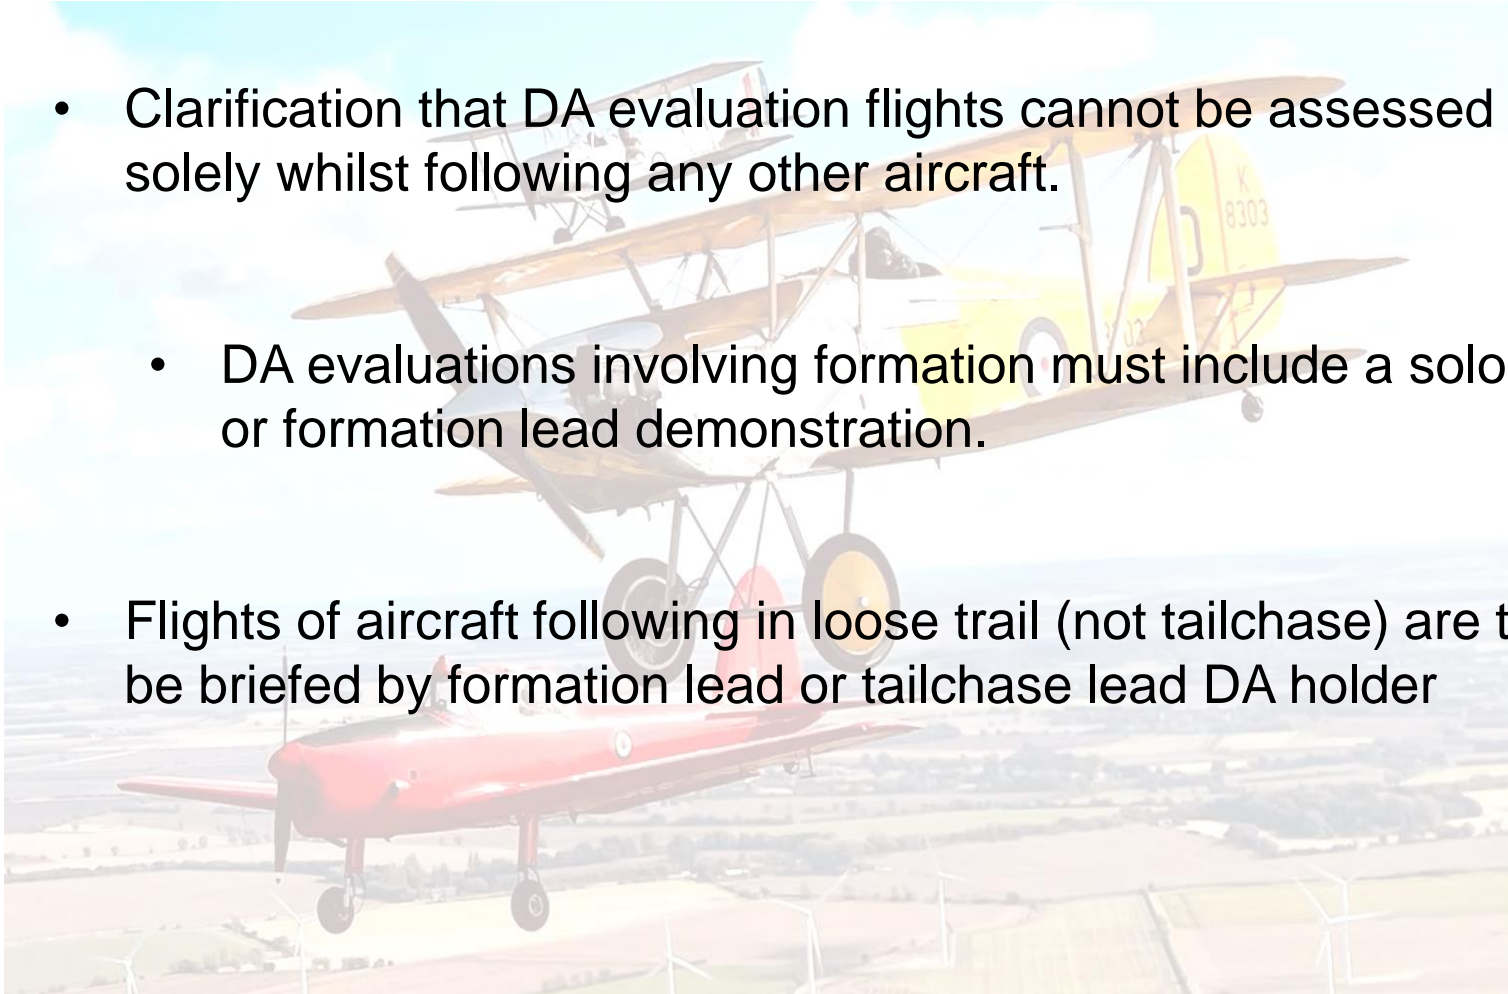 • Clarification that DA evaluation flights cannot be assessed
solely whilst following any other aircraft.
• DA evaluations involving formation must include a solo
or formation lead demonstration.
• Flights of aircraft following in loose trail (not tailchase) are t
be briefed by formation lead or tailchase lead DA holder
K
8303